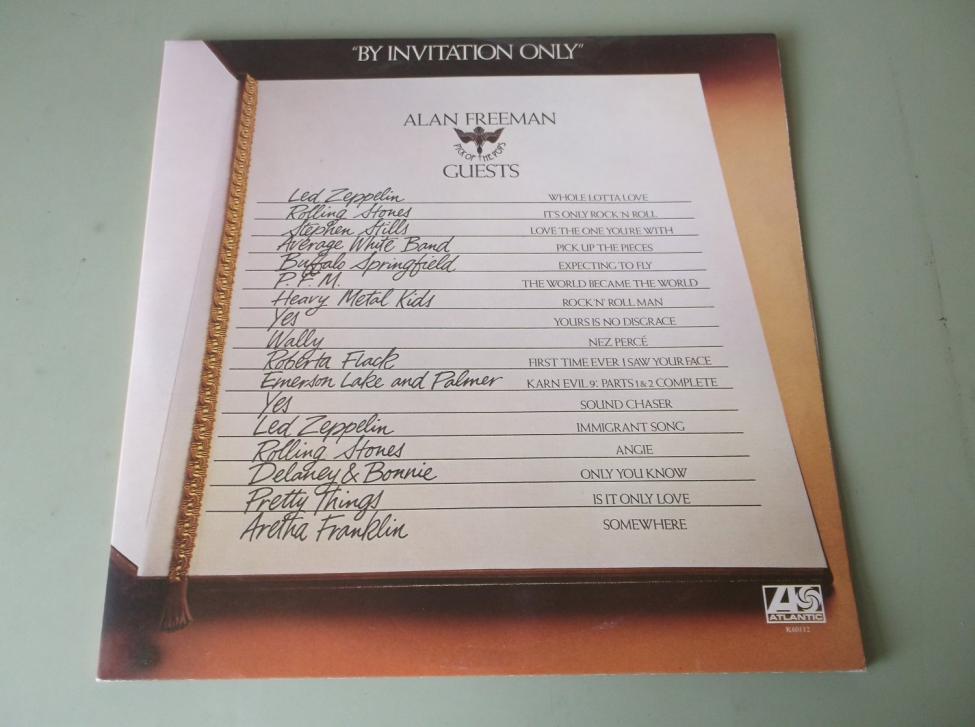 "BY INVITATION ONLY"
ALAN FREEMAN
PICK OF THE POPS
GUESTS
Led Zeppelin WHOLE LOTTA LOVE
Rolling Stones IT'S ONLY ROCK 'N ROLL
Stephen Stills LOVE THE ONE YOU'RE WITH
Average White Band PICK UP THE PIECES
Buffalo Springfield EXPECTING TO FLY
P.F.M. THE WORLD BECAME THE WORLD
Heavy Metal Kids ROCK 'N' ROLL MAN
Yes YOURS IS NO DISGRACE
Wally NEZ PERCÉ
Roberta Flack FIRST TIME EVER I SAW YOUR FACE
Emerson Lake and Palmer KARN EVIL 9: PARTS 1 & 2 COMPLETE
Yes SOUND CHASER
Led Zeppelin IMMIGRANT SONG
Rolling Stones ANGIE
Delaney & Bonnie ONLY YOU KNOW
Pretty Things IS IT ONLY LOVE
Aretha Franklin SOMEWHERE
ATLANTIC
K60112